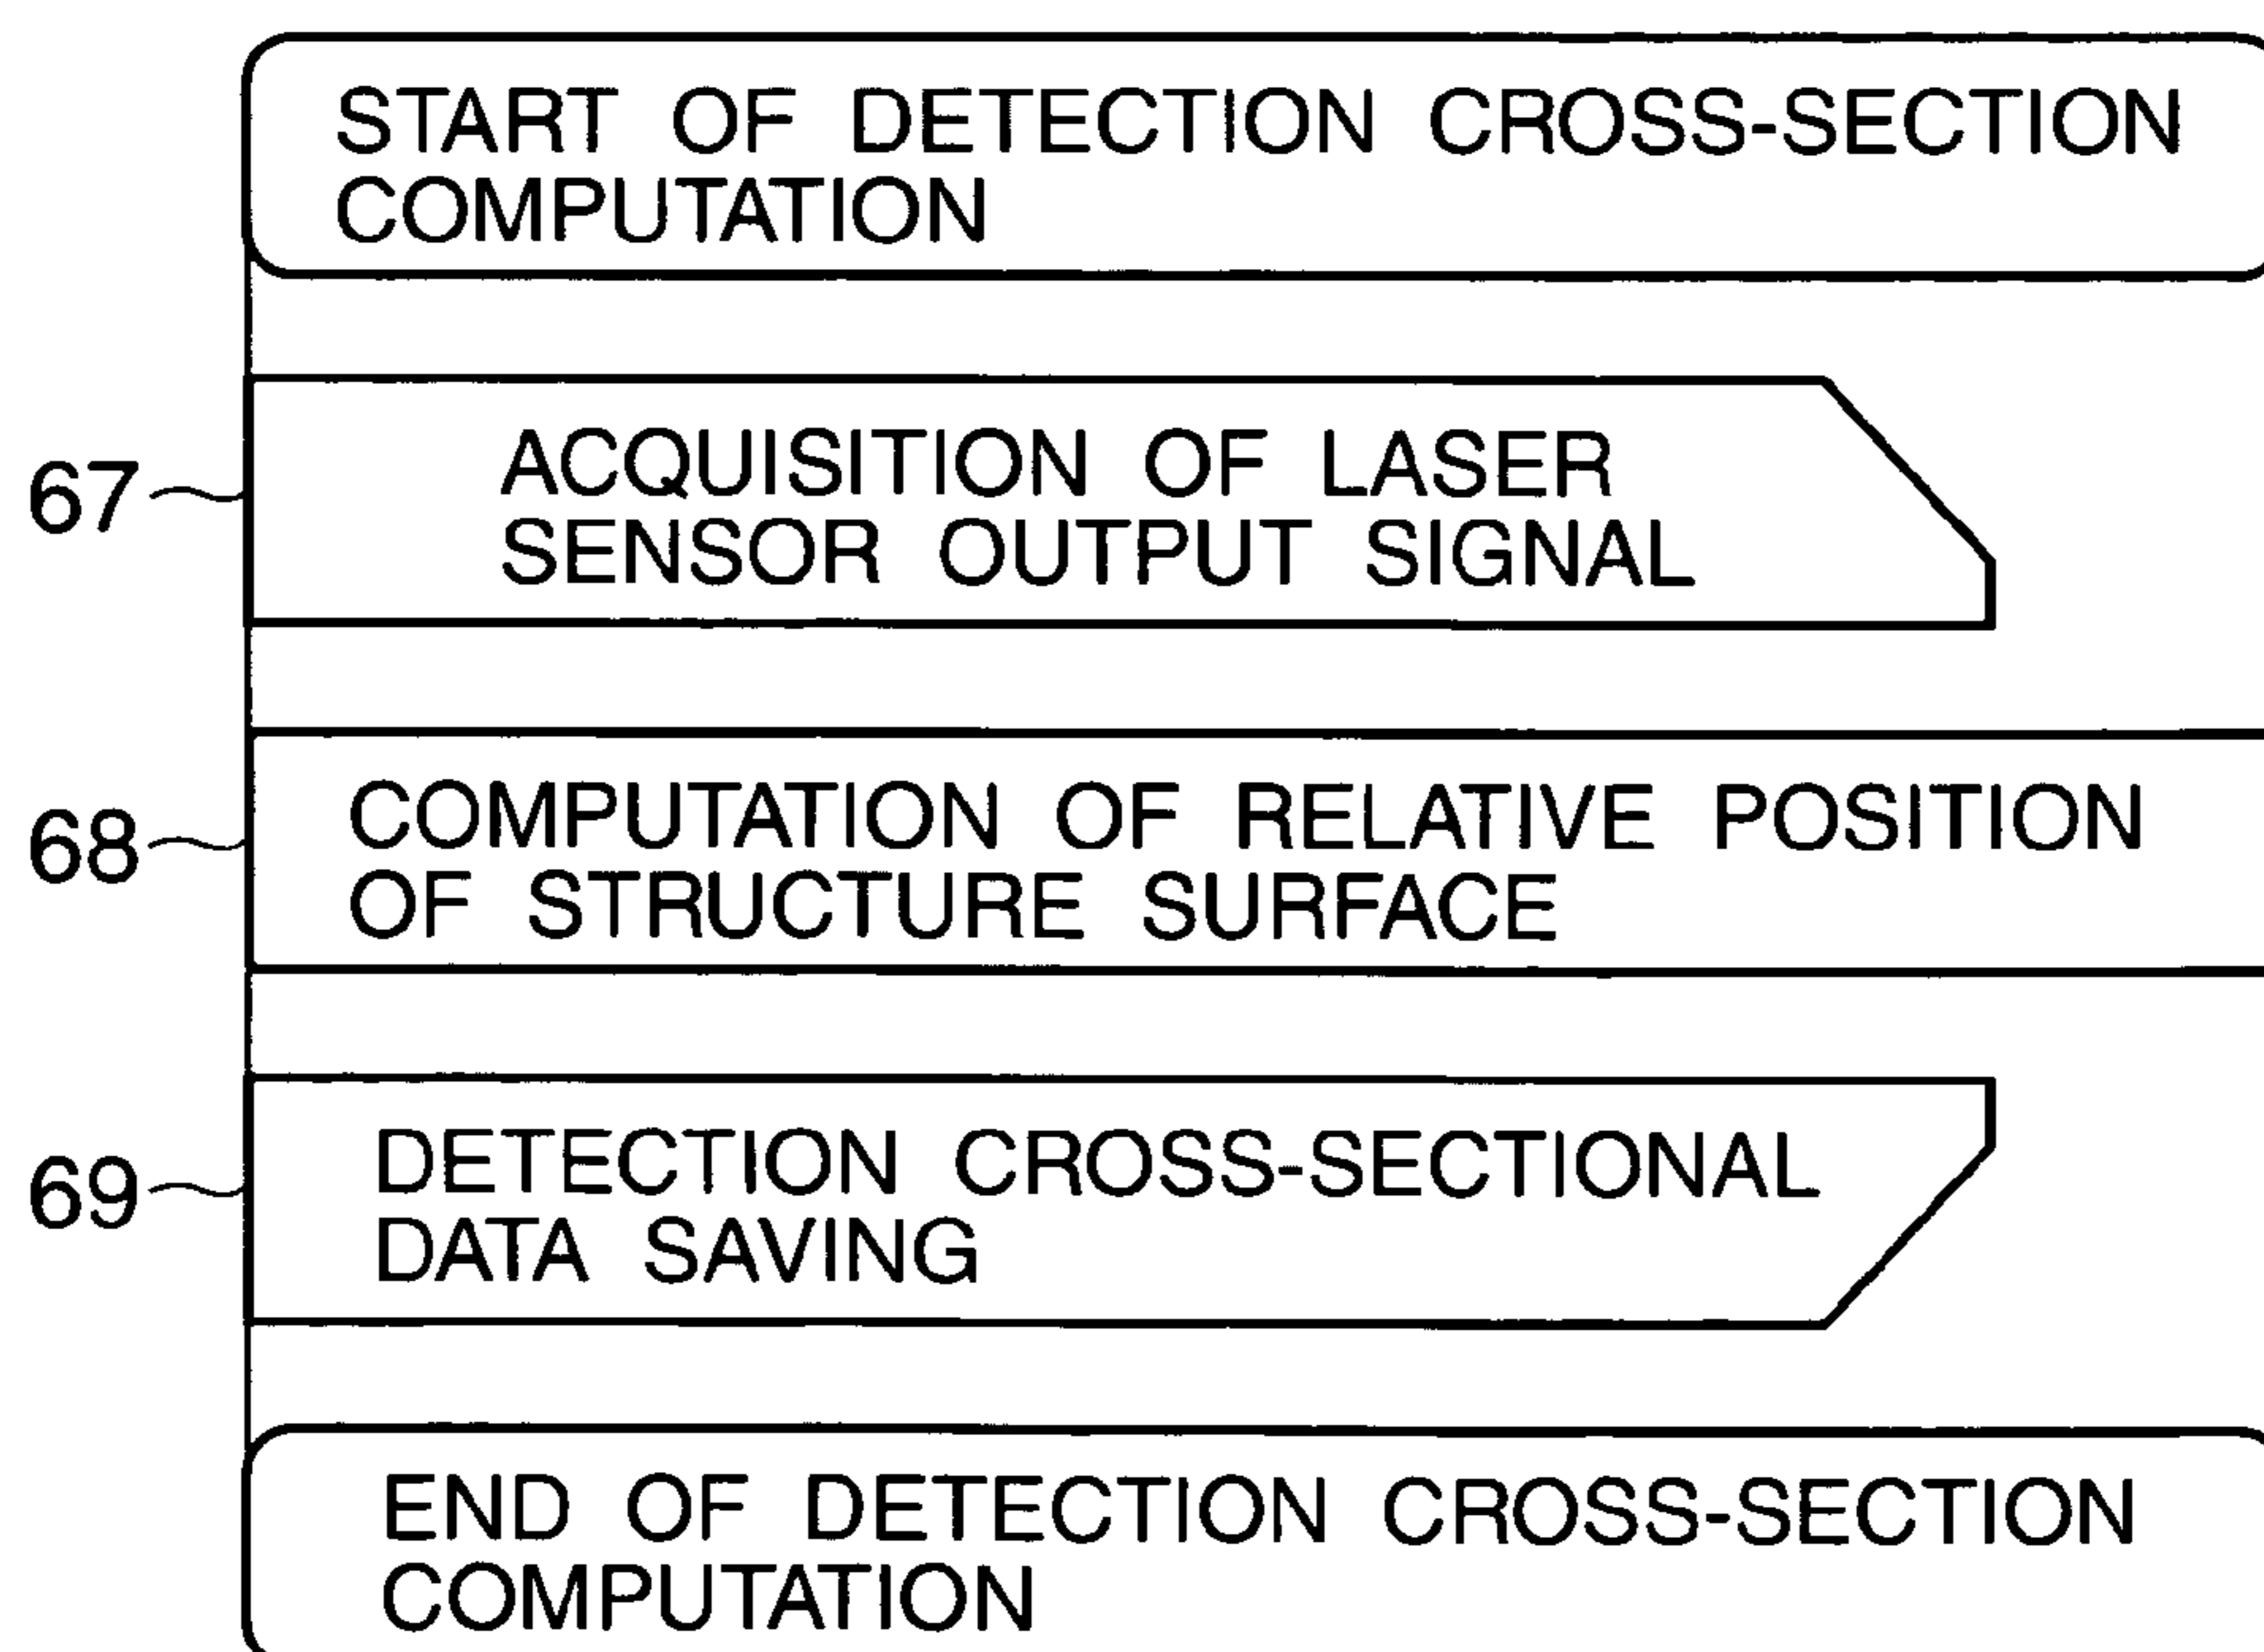 START OF DETECTION CROSS-SECTION
COMPUTATION
67
ACQUISITION OF LASER
SENSOR OUTPUT SIGNAL
68
COMPUTATION OF RELATIVE POSITION
OF STRUCTURE SURFACE
69
DETECTION CROSS-SECTIONAL
DATA SAVING
END OF DETECTION CROSS-SECTION
COMPUTATION